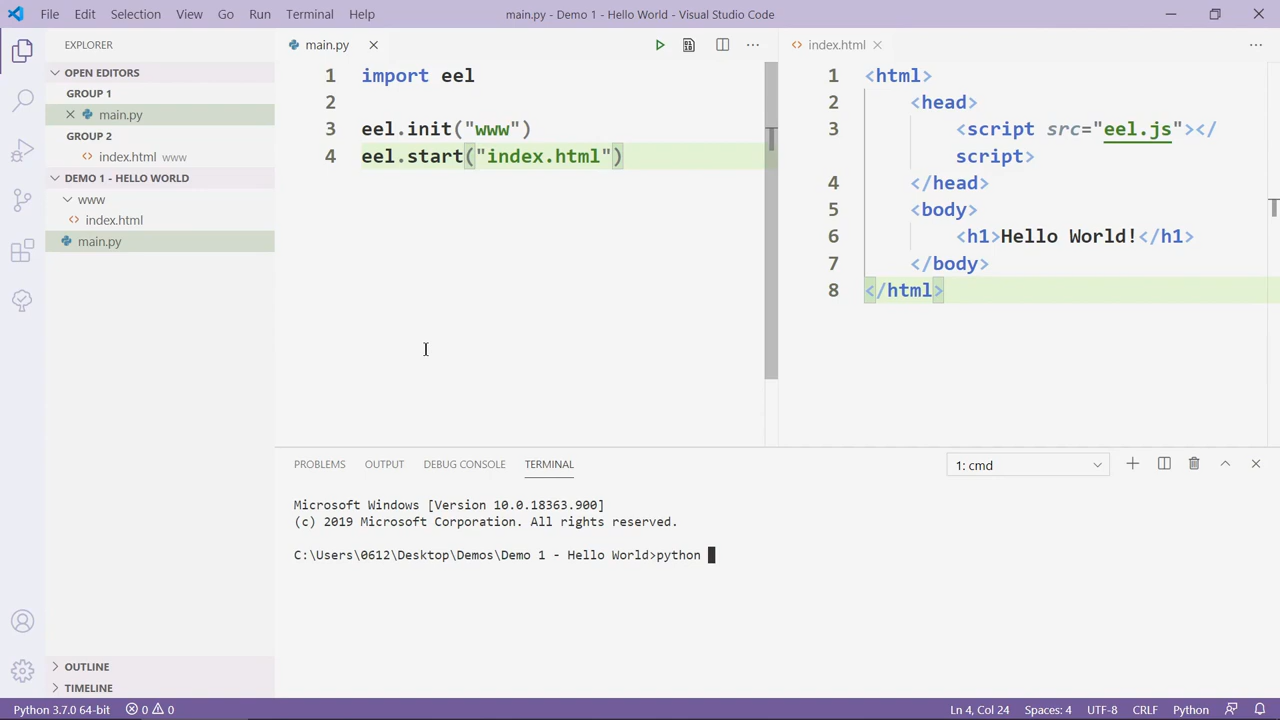 File Edit Selection View Go Run Terminal Help
main.py - Demo 1 - Hello World - Visual Studio Code
EXPLORER
OPEN EDITORS
GROUP 1
main.py
GROUP 2
index.html www
DEMO 1 - HELLO WORLD
www
index.html
main.py
OUTLINE
TIMELINE
main.py
1 import eel
2
3 eel.init("www")
4 eel.start("index.html")
index.html
1 <html>
2 <head>
3 <script src="eel.js"></
script>
4 </head>
5 <body>
6 <h1>Hello World!</h1>
7 </body>
8 </html>
PROBLEMS OUTPUT DEBUG CONSOLE TERMINAL
1: cmd
Microsoft Windows [Version 10.0.18363.900]
(c) 2019 Microsoft Corporation. All rights reserved.
C:\Users\0612\Desktop\Demos\Demo 1 - Hello World>python
Python 3.7.0 64-bit 0 0
Ln 4, Col 24 Spaces: 4 UTF-8 CRLF Python